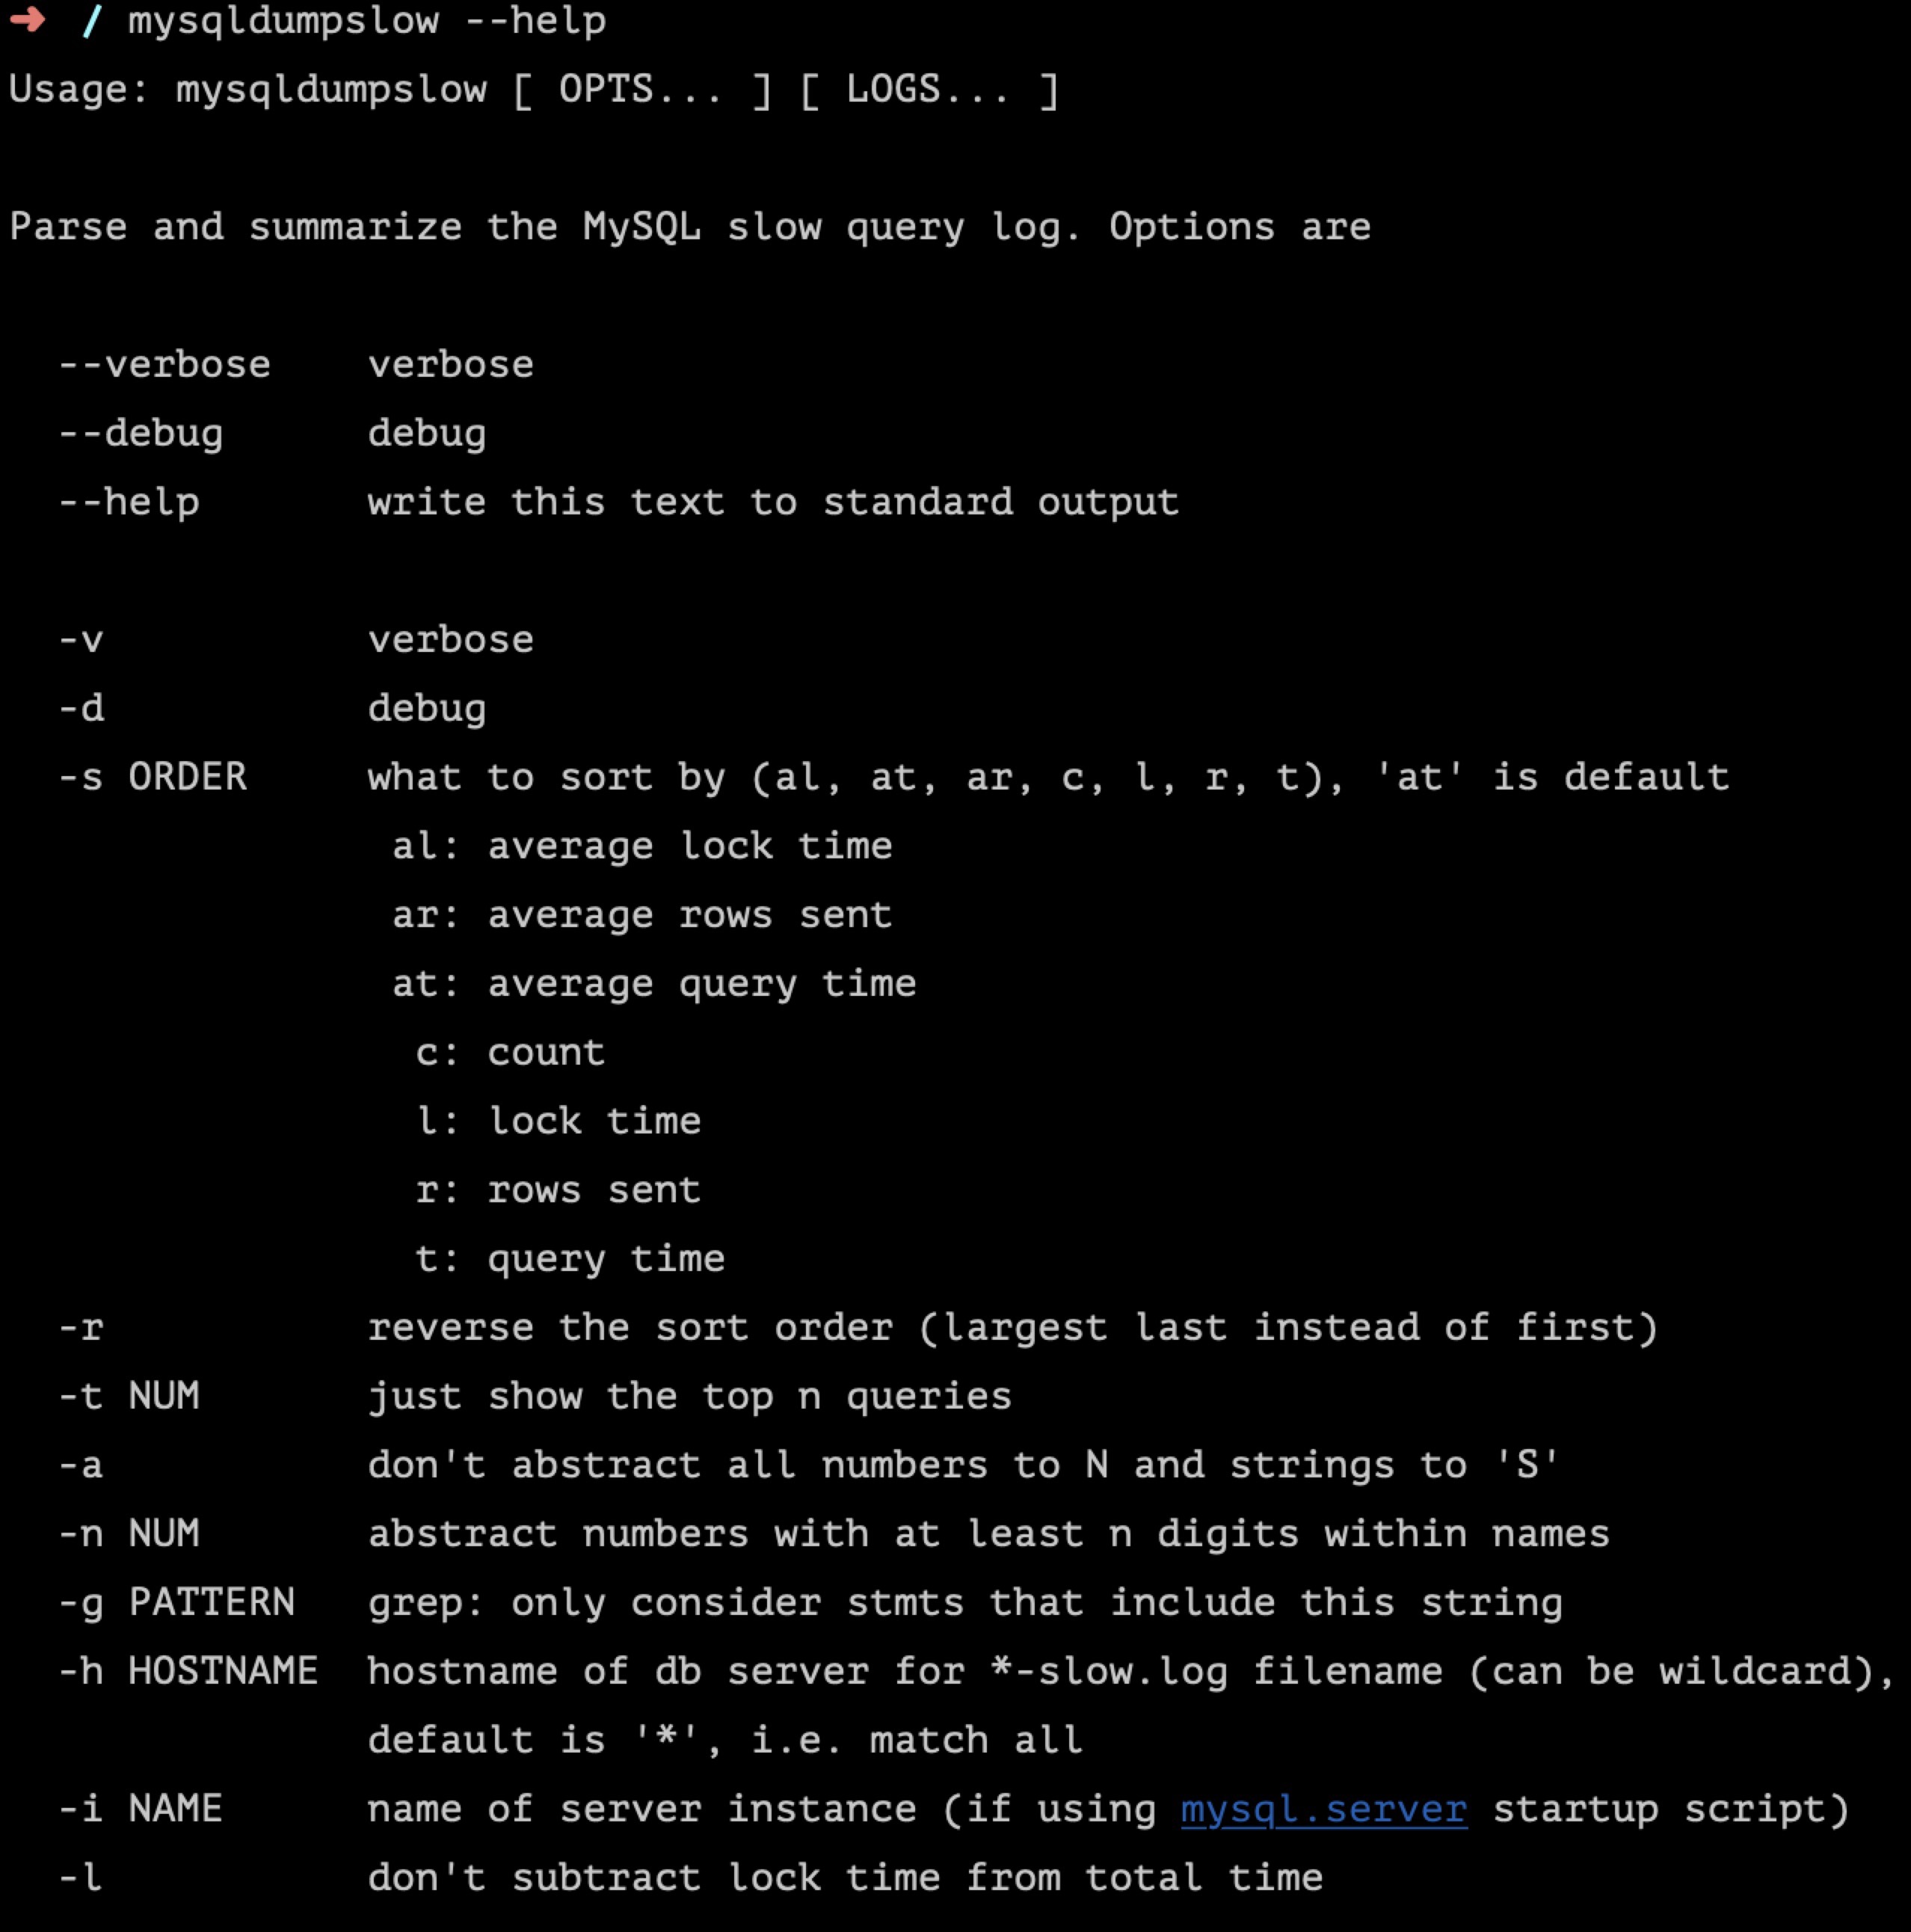 ➜ / mysqldumpslow --help
Usage: mysqldumpslow [ OPTS... ] [ LOGS... ]
Parse and summarize the MySQL slow query log. Options are
--verbose    verbose
--debug      debug
--help       write this text to standard output
-v           verbose
-d           debug
-s ORDER     what to sort by (al, at, ar, c, l, r, t), 'at' is default
al: average lock time
ar: average rows sent
at: average query time
c: count
l: lock time
r: rows sent
t: query time
-r           reverse the sort order (largest last instead of first)
-t NUM       just show the top n queries
-a           don't abstract all numbers to N and strings to 'S'
-n NUM       abstract numbers with at least n digits within names
-g PATTERN   grep: only consider stmts that include this string
-h HOSTNAME  hostname of db server for *-slow.log filename (can be wildcard),
default is '*', i.e. match all
-i NAME      name of server instance (if using mysql.server startup script)
-l           don't subtract lock time from total time